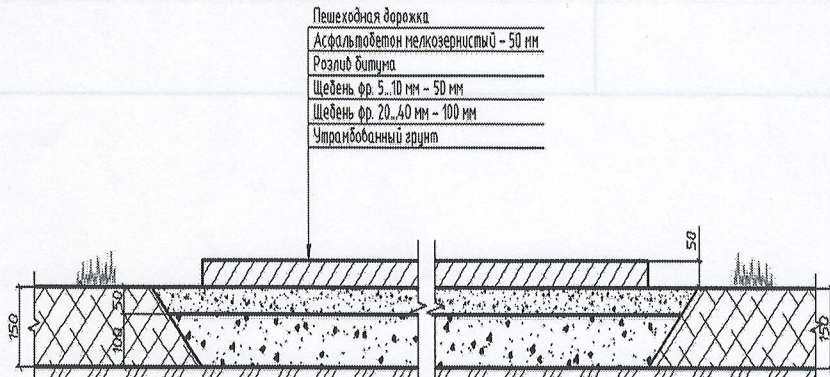 Пешеходная дорожка
Асфальтобетон мелкозернистый - 50 мм
Розлив битума
Щебень фр. 5...10 мм - 50 мм
Щебень фр. 20...40 мм - 100 мм
Утрамбованный грунт
50
150
50
100
150